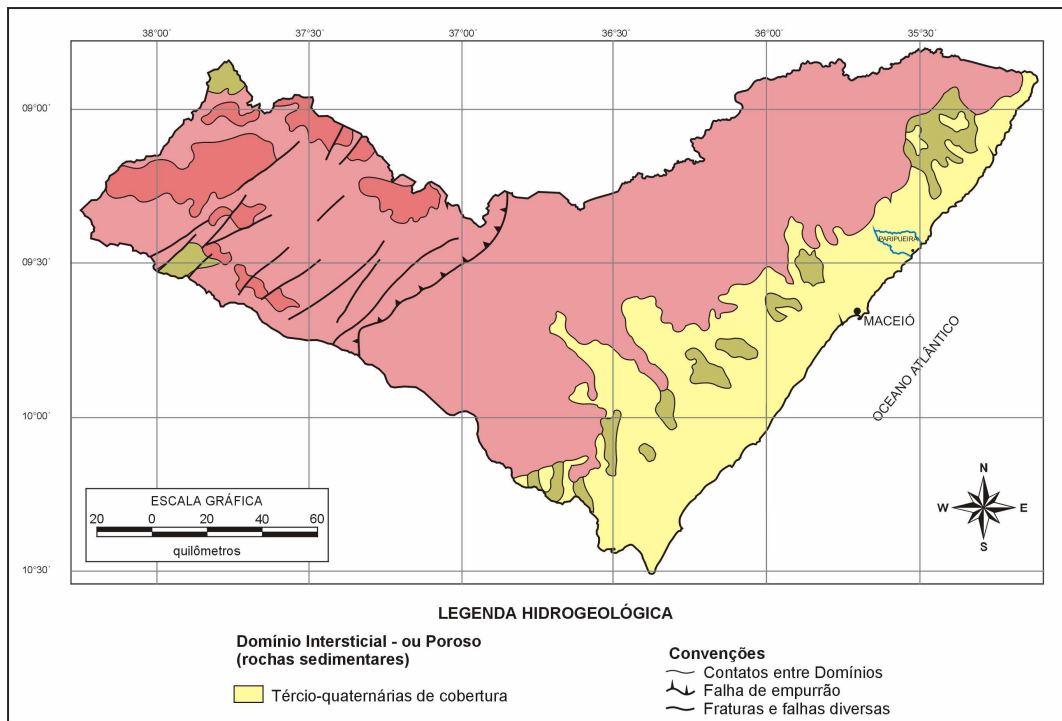 38°00´ 37°30´ 37°00´ 36°30´ 36°00´ 35°30´
09°00´
PARIPUEIRA
09°30´
MACEIÓ
OCEANO ATLÂNTICO
10°00´
N
W E
S
ESCALA GRÁFICA
20 0 20 40 60
quilômetros
10°30´
LEGENDA HIDROGEOLÓGICA
Domínio Intersticial - ou Poroso
(rochas sedimentares)
Tércio-quaternárias de cobertura
Convenções
Contatos entre Domínios
Falha de empurrão
Fraturas e falhas diversas